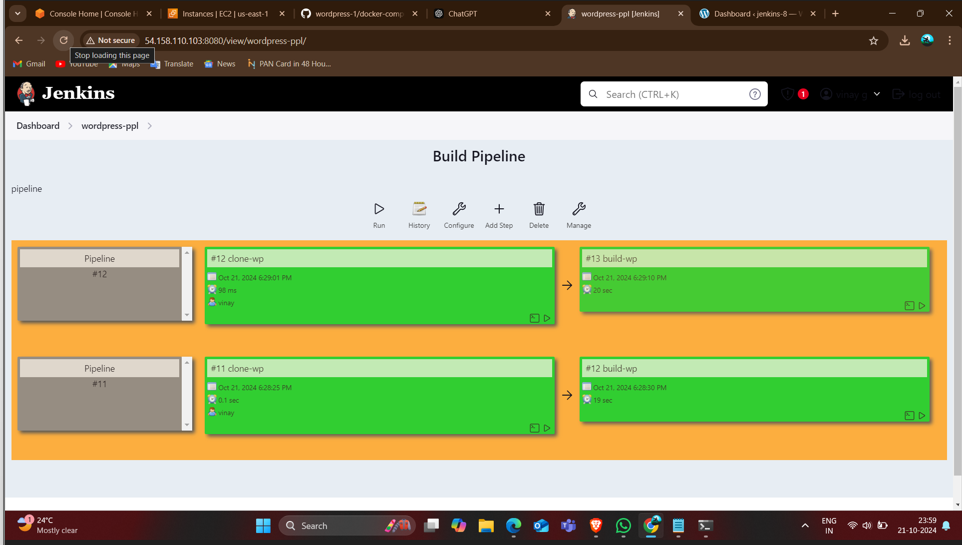 Console Home | Console H
Instances | EC2 | us-east-1
wordpress-1/docker-comp
ChatGPT
wordpress-ppl [Jenkins]
Dashboard ‹ jenkins-8 — V
Not secure
54.158.110.103:8080/view/wordpress-ppl/
Stop loading this page
Gmail
YouTube
Maps
Translate
News
PAN Card in 48 Hou...
Jenkins
Search (CTRL+K)
?
1
vinay g
log out
Dashboard
wordpress-ppl
Build Pipeline
pipeline
Run
History
Configure
Add Step
Delete
Manage
Pipeline
#12
#12 clone-wp
Oct 21, 2024 6:29:01 PM
98 ms
vinay
#13 build-wp
Oct 21, 2024 6:29:10 PM
20 sec
Pipeline
#11
#11 clone-wp
Oct 21, 2024 6:28:25 PM
0.1 sec
vinay
#12 build-wp
Oct 21, 2024 6:28:30 PM
19 sec
1
24°C
Mostly clear
Search
ENG
IN
23:59
21-10-2024